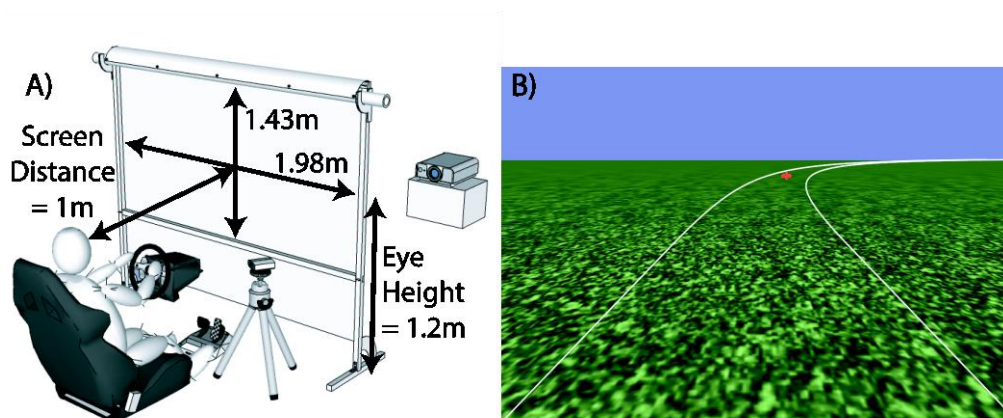 A)
Screen
Distance
= 1m
1.43m
1.98m
Eye
Height
= 1.2m
B)